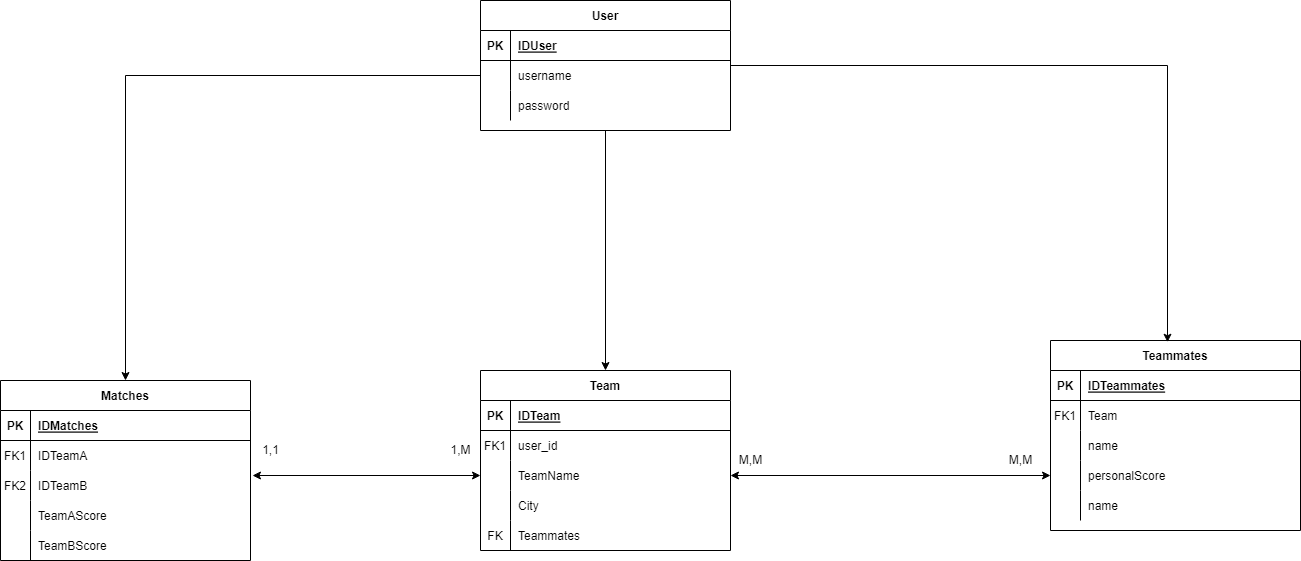 User
PK IDUser
username
password
Matches
PK IDMatches
FK1 IDTeamA
FK2 IDTeamB
TeamAScore
TeamBScore
1,1
1,M
Team
PK IDTeam
FK1 user_id
TeamName
City
FK Teammates
M,M
M,M
Teammates
PK IDTeammates
FK1 Team
name
personalScore
name